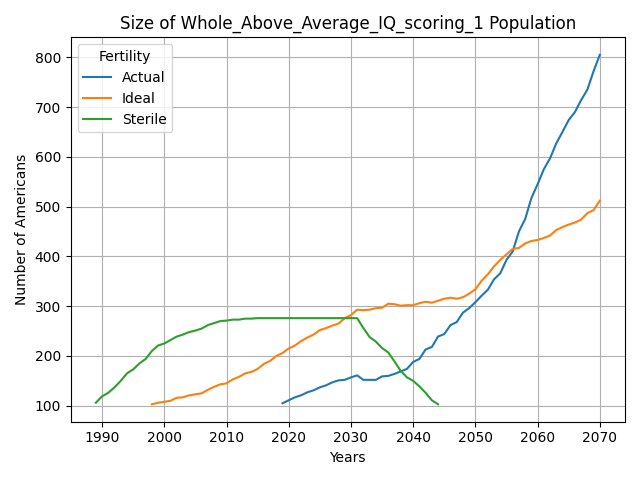 Size of Whole_Above_Average_IQ_scoring_1 Population
Number of Americans
800
700
600
500
400
300
200
100
Fertility
Actual
Ideal
Sterile
1990 2000 2010 2020 2030 2040 2050 2060 2070
Years